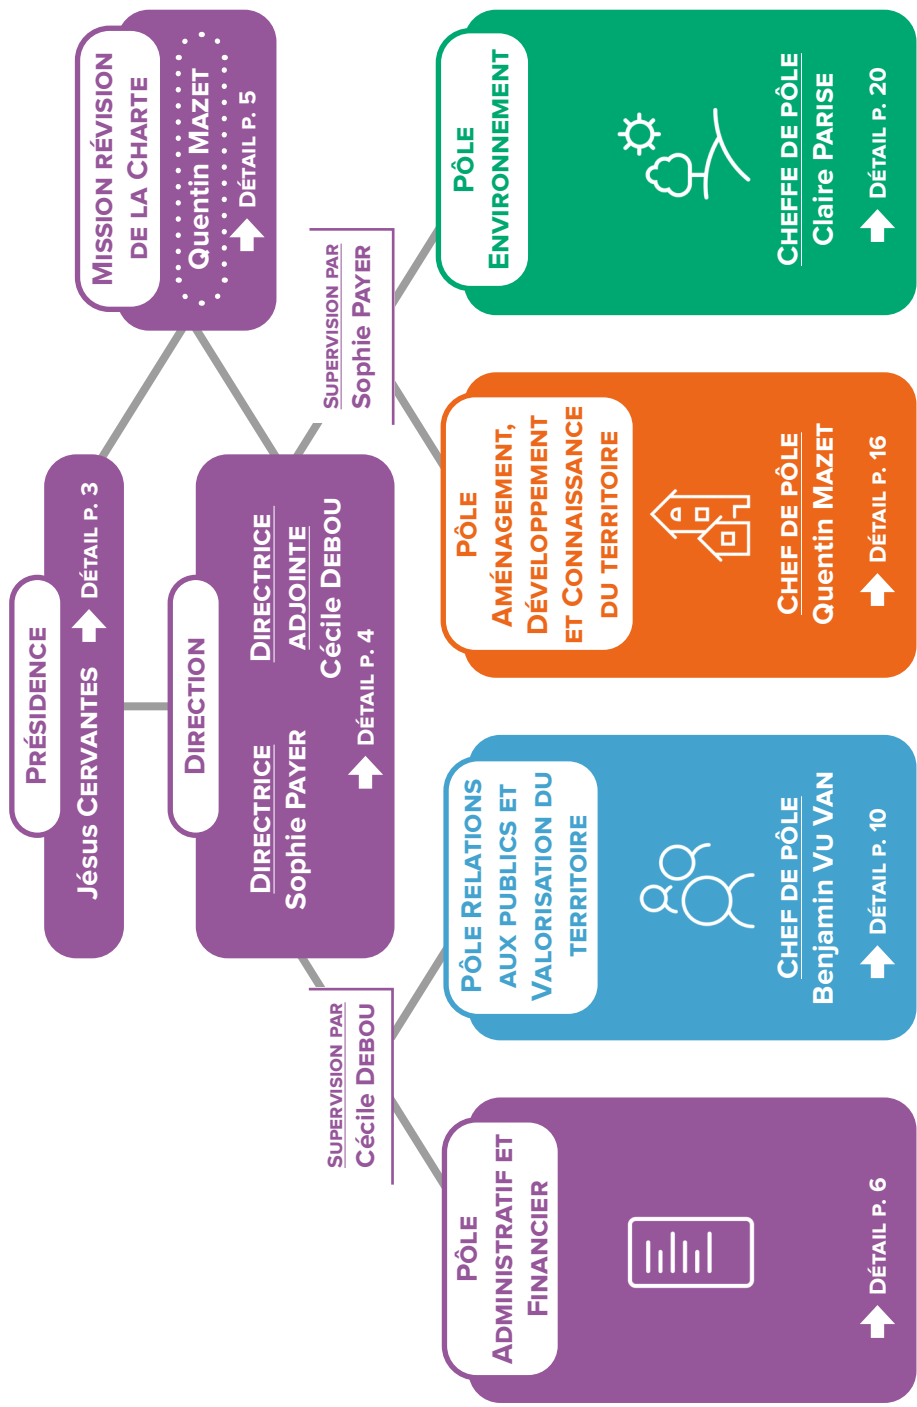 PRÉSIDENCE
Jésus CERVANTES
DÉTAIL P. 3
DIRECTION
DIRECTRICE
Sophie PAYER
DIRECTRICE
ADJOINTE
Cécile DEBOU
DÉTAIL P. 4
MISSION RÉVISION
DE LA CHARTE
Quentin MAZET
DÉTAIL P. 5
SUPERVISION PAR
Cécile DEBOU
SUPERVISION PAR
Sophie PAYER
PÔLE
ADMINISTRATIF ET
FINANCIER
DÉTAIL P. 6
PÔLE RELATIONS
AUX PUBLICS ET
VALORISATION DU
TERRITOIRE
CHEF DE PÔLE
Benjamin VU VAN
DÉTAIL P. 10
PÔLE
AMÉNAGEMENT,
DÉVELOPPEMENT
ET CONNAISSANCE
DU TERRITOIRE
CHEF DE PÔLE
Quentin MAZET
DÉTAIL P. 16
PÔLE
ENVIRONNEMENT
CHEFFE DE PÔLE
Claire PARISE
DÉTAIL P. 20